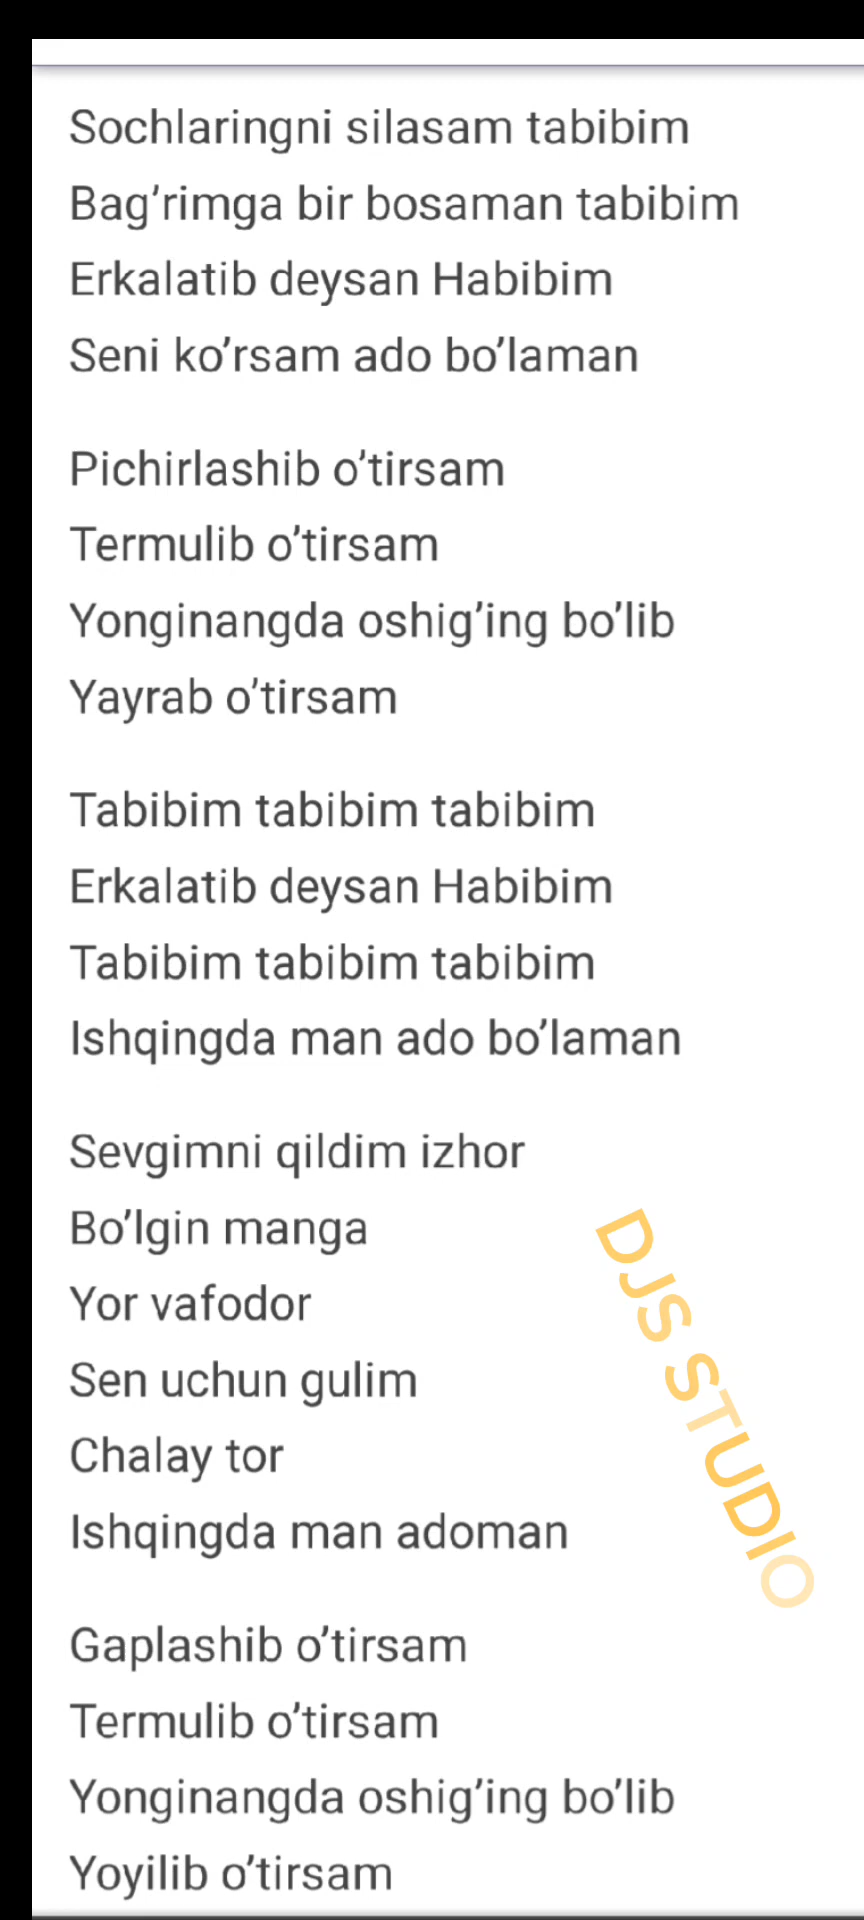 Sochlaringni silasam tabibim
Bag’rimga bir bosaman tabibim
Erkalatib deysan Habibim
Seni ko’rsam ado bo’laman
Pichirlashib o’tirsam
Termulib o’tirsam
Yonginangda oshig’ing bo’lib
Yayrab o’tirsam
Tabibim tabibim tabibim
Erkalatib deysan Habibim
Tabibim tabibim tabibim
Ishqingda man ado bo’laman
Sevgimni qildim izhor
Bo’lgin manga
Yor vafodor
Sen uchun gulim
Chalay tor
Ishqingda man adoman
Gaplashib o’tirsam
Termulib o’tirsam
Yonginangda oshig’ing bo’lib
Yoyilib o’tirsam
DJS STUDIO